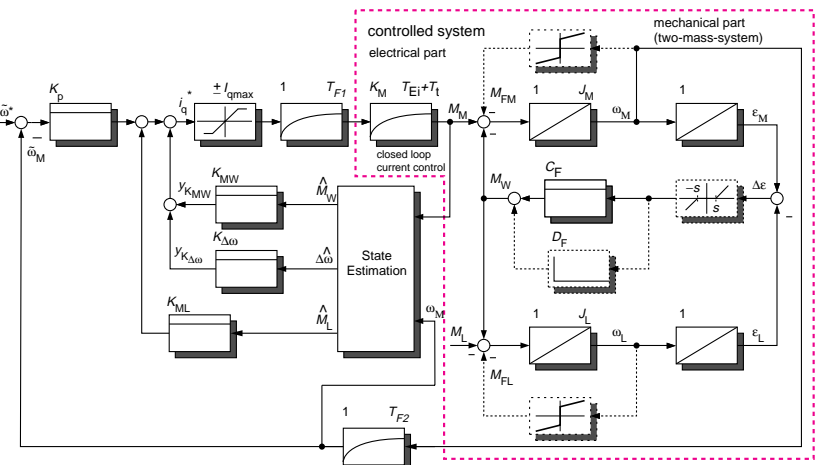 controlled system
electrical part
mechanical part
(two-mass-system)
K_p
i_q*
± I_qmax
1 T_F1
K_M T_Ei+T_t
M_M
M_FM
1 J_M
ω_M
1
ε_M
ω̃*
−
ω̃_M
−
−
closed loop
current control
y_KMW
K_MW
M̂_W
M_W
C_F
−s
s
Δε
−
y_KΔω
K_Δω
Δω̂
State
Estimation
D_F
K_ML
M̂_L
ω_M
M_L
−
−
M_FL
1 J_L
ω_L
1
ε_L
1 T_F2